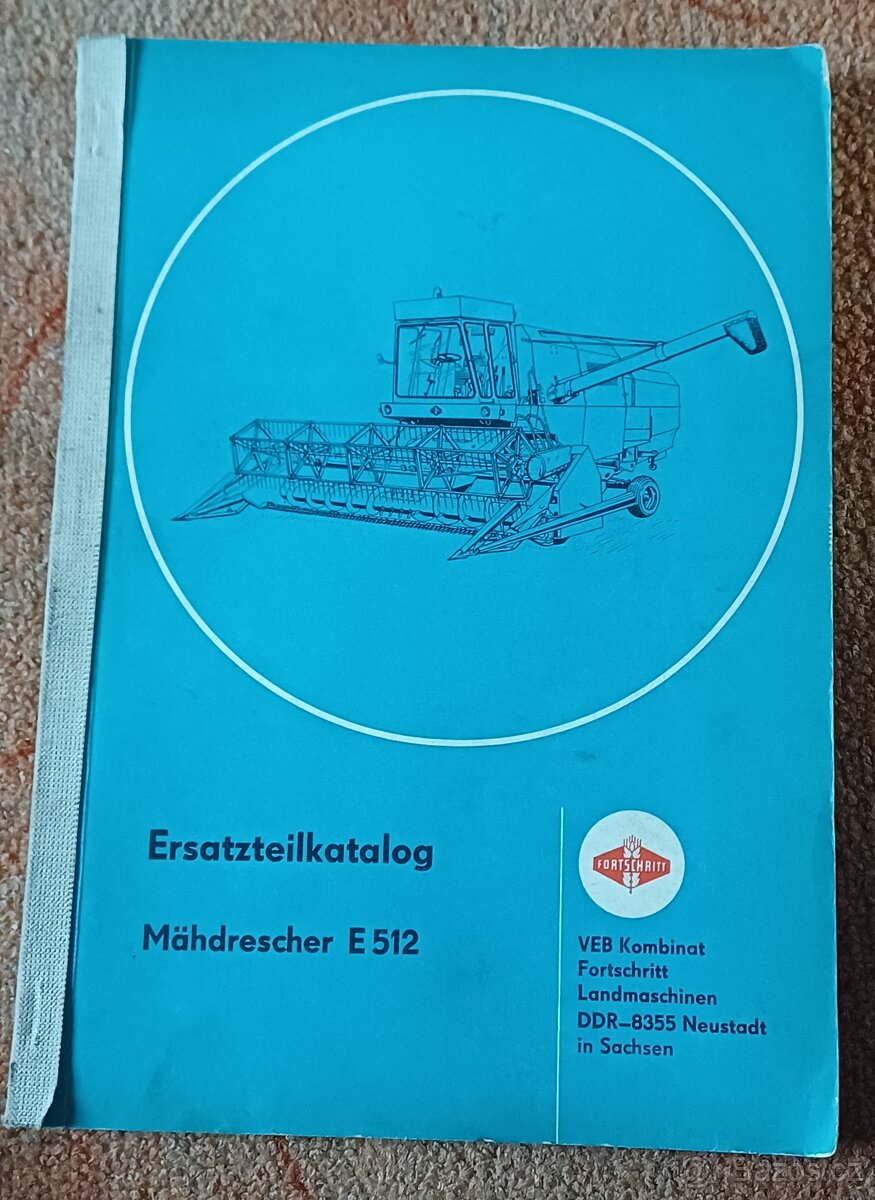 Ersatzteilkatalog
Mähdrescher E 512
FORTSCHRITT
VEB Kombinat
Fortschritt
Landmaschinen
DDR–8355 Neustadt
in Sachsen